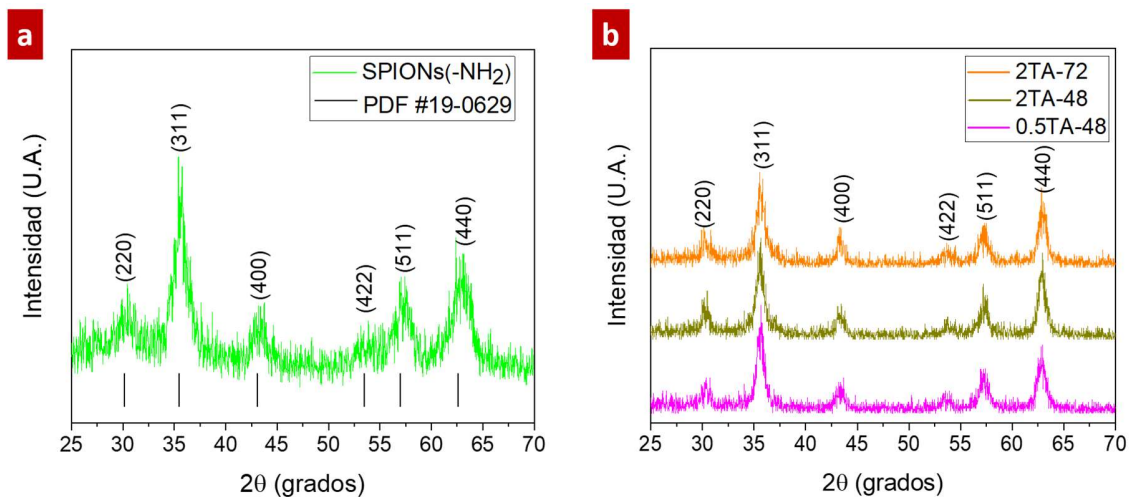 a
SPIONs(-NH2)
PDF #19-0629
(220)
(311)
(400)
(422)
(511)
(440)
Intensidad (U.A.)
25 30 35 40 45 50 55 60 65 70
2θ (grados)
b
2TA-72
2TA-48
0.5TA-48
(220)
(311)
(400)
(422)
(511)
(440)
Intensidad (U.A.)
25 30 35 40 45 50 55 60 65 70
2θ (grados)